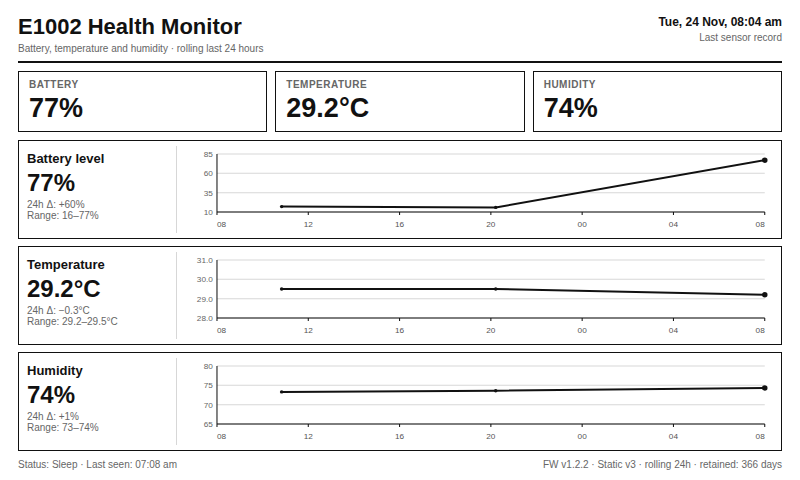 E1002 Health Monitor
Tue, 24 Nov, 08:04 am
Battery, temperature and humidity · rolling last 24 hours
Last sensor record
BATTERY
77%
TEMPERATURE
29.2°C
HUMIDITY
74%
Battery level
77%
24h Δ: +60%
Range: 16–77%
85
60
35
10
08 12 16 20 00 04 08
Temperature
29.2°C
24h Δ: −0.3°C
Range: 29.2–29.5°C
31.0
30.0
29.0
28.0
08 12 16 20 00 04 08
Humidity
74%
24h Δ: +1%
Range: 73–74%
80
75
70
65
08 12 16 20 00 04 08
Status: Sleep · Last seen: 07:08 am
FW v1.2.2 · Static v3 · rolling 24h · retained: 366 days